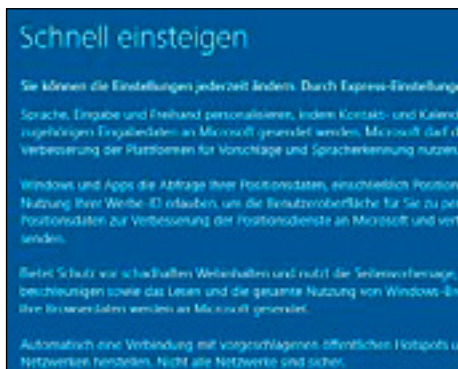 Schnell einsteigen
Sie können die Einstellungen jederzeit ändern. Durch Express-Einstellunge
Sprache, Eingabe und Freihand personalisieren, indem Kontakt- und Kalend
zugehörigen Eingabedaten an Microsoft gesendet werden. Microsoft darf d
Verbesserung der Plattformen für Vorschläge und Spracherkennung nutzen.
Windows und Apps die Abfrage Ihrer Positionsdaten, einschließlich Position
Nutzung Ihrer Werbe-ID erlauben, um die Benutzeroberfläche für Sie zu per
Positionsdaten zur Verbesserung der Positionsdienste an Microsoft und vert
senden.
Bietet Schutz vor schadhaften Webinhalten und nutzt die Seitenvorhersage,
beschleunigen sowie das Lesen und die gesamte Nutzung von Windows-Br
Ihre Browserdaten werden an Microsoft gesendet.
Automatisch eine Verbindung mit vorgeschlagenen öffentlichen Hotspots u
Netzwerken herstellen. Nicht alle Netzwerke sind sicher.